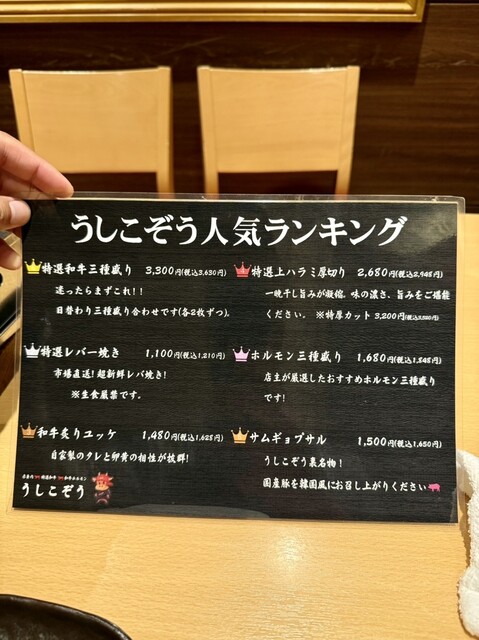 うしこぞう人気ランキング
特選和牛三種盛り 3,300円(税込3,630円)
迷ったらまずこれ！！
日替わり三種盛り合わせです(各2枚ずつ)。
特選レバー焼き 1,100円(税込1,210円)
市場直送！超新鮮レバ焼き！
※生食厳禁です。
和牛炙りユッケ 1,480円(税込1,628円)
自家製のタレと卵黄の相性が抜群！
特選上ハラミ厚切り 2,680円(税込2,948円)
一晩干し旨みが凝縮。味の濃さ、旨みをご堪能
ください。 ※特厚カット 3,200円(税込3,520円)
ホルモン三種盛り 1,680円(税込1,848円)
店主が厳選したおすすめホルモン三種盛り
です！
サムギョプサル 1,500円(税込1,650円)
うしこぞう裏名物！
国産豚を韓国風にお召し上がりください
うしこぞう